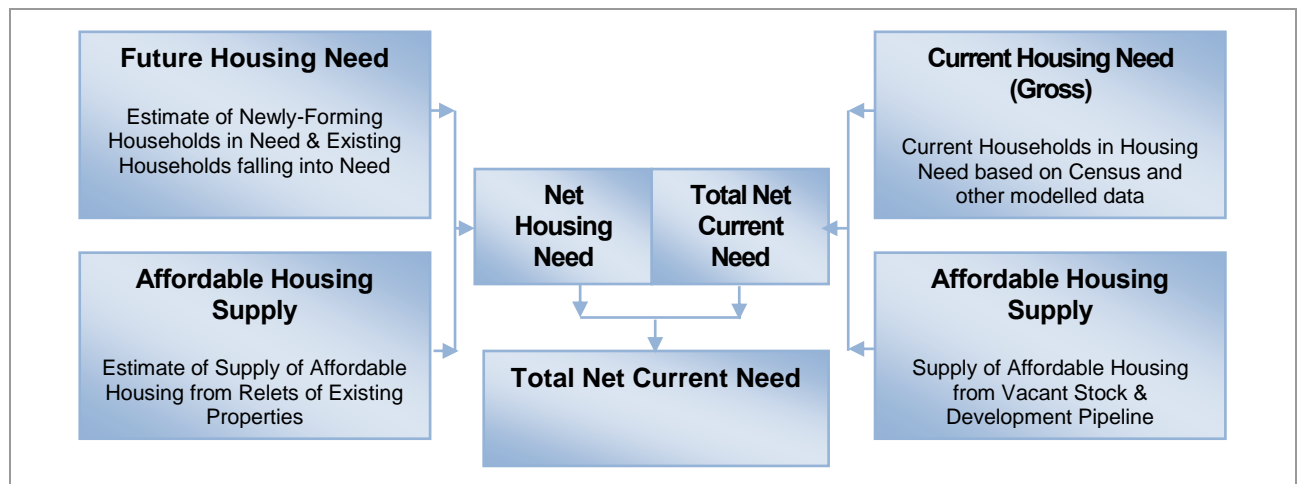 Future Housing Need
Estimate of Newly-Forming
Households in Need & Existing
Households falling into Need
Current Housing Need
(Gross)
Current Households in Housing
Need based on Census and
other modelled data
Net
Housing
Need
Total Net
Current
Need
Affordable Housing
Supply
Estimate of Supply of Affordable
Housing from Relets of Existing
Properties
Total Net Current Need
Affordable Housing
Supply
Supply of Affordable Housing
from Vacant Stock &
Development Pipeline